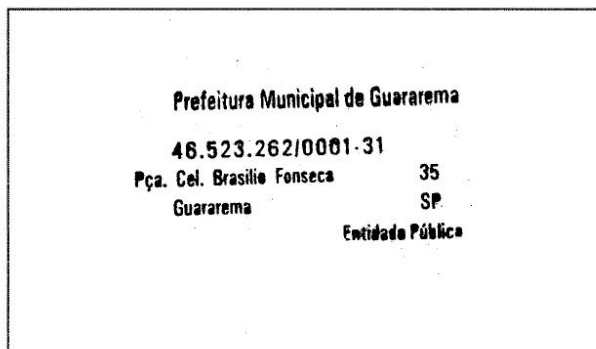 Prefeitura Municipal de Guararema
46.523.262/0001-31
Pça. Cel. Brasilio Fonseca 35
Guararema SP
Entidade Pública